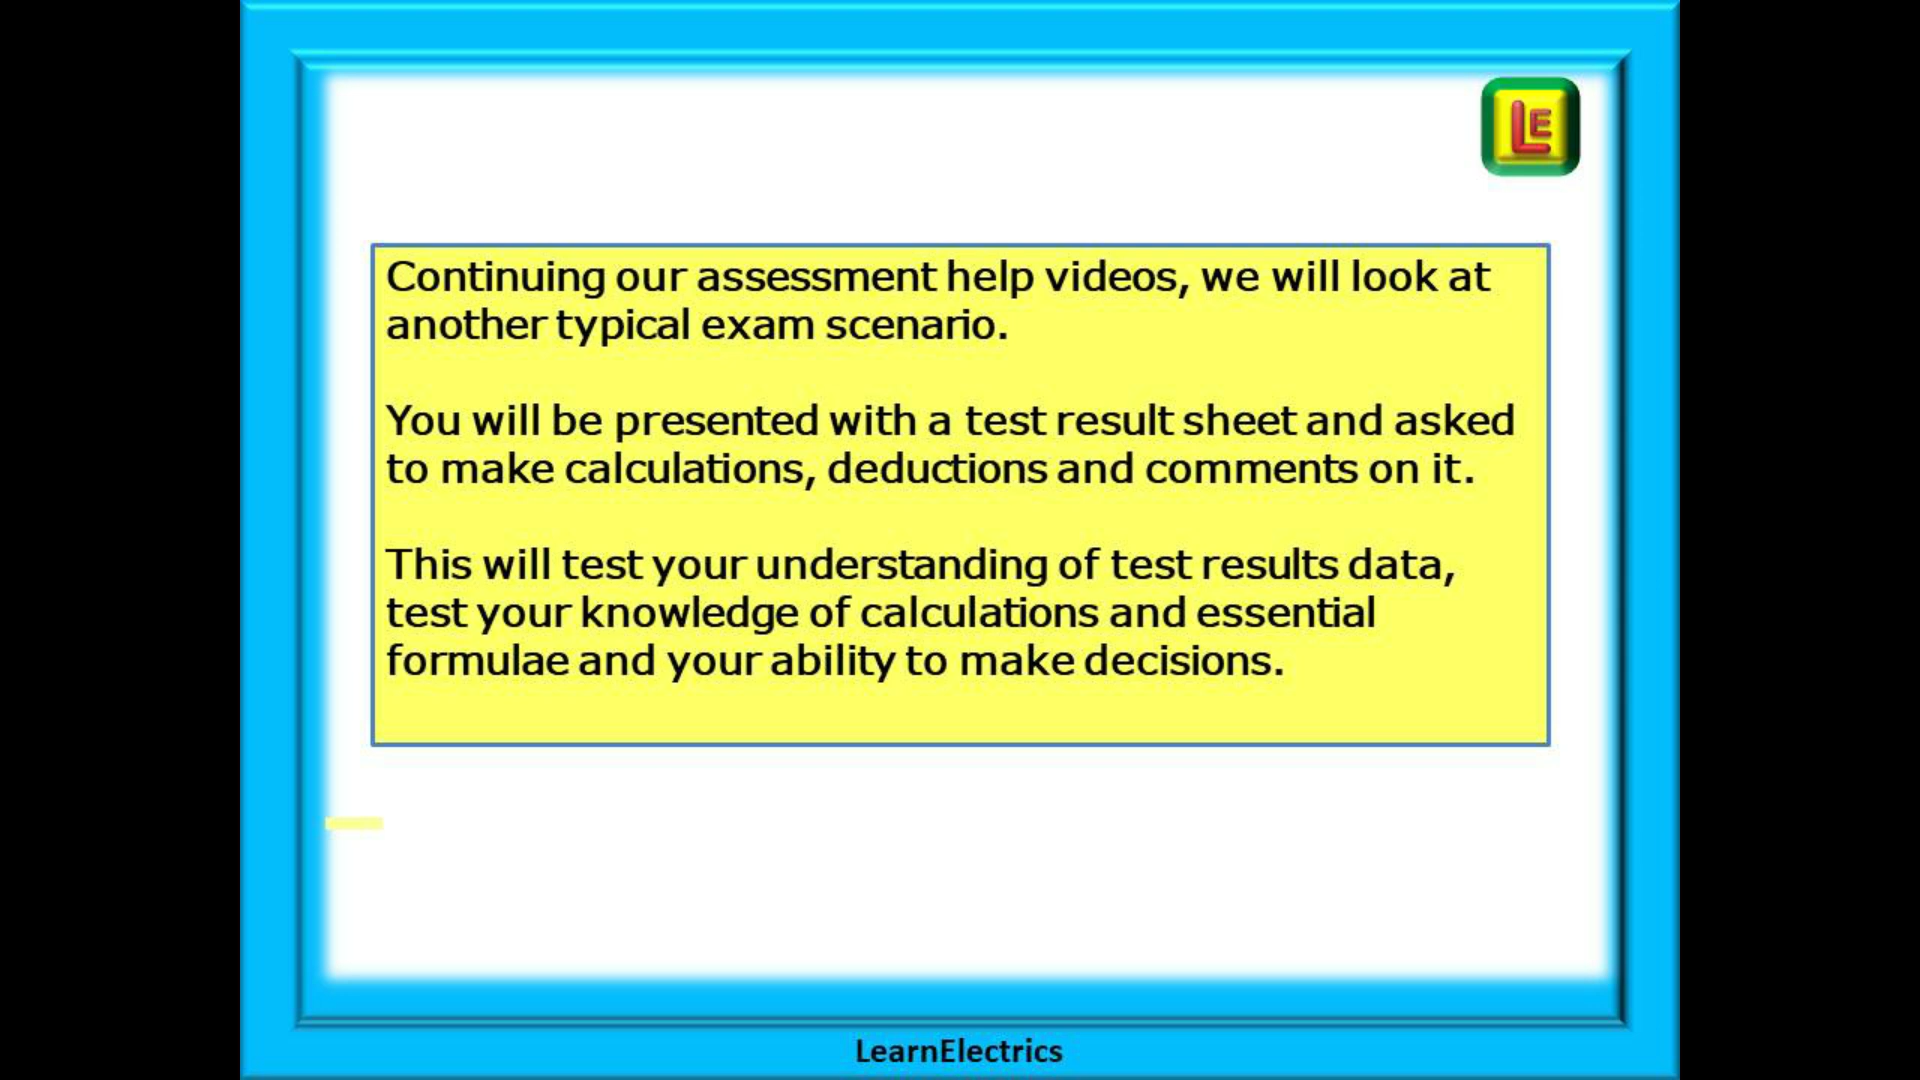 LE
Continuing our assessment help videos, we will look at
another typical exam scenario.
You will be presented with a test result sheet and asked
to make calculations, deductions and comments on it.
This will test your understanding of test results data,
test your knowledge of calculations and essential
formulae and your ability to make decisions.
LearnElectrics